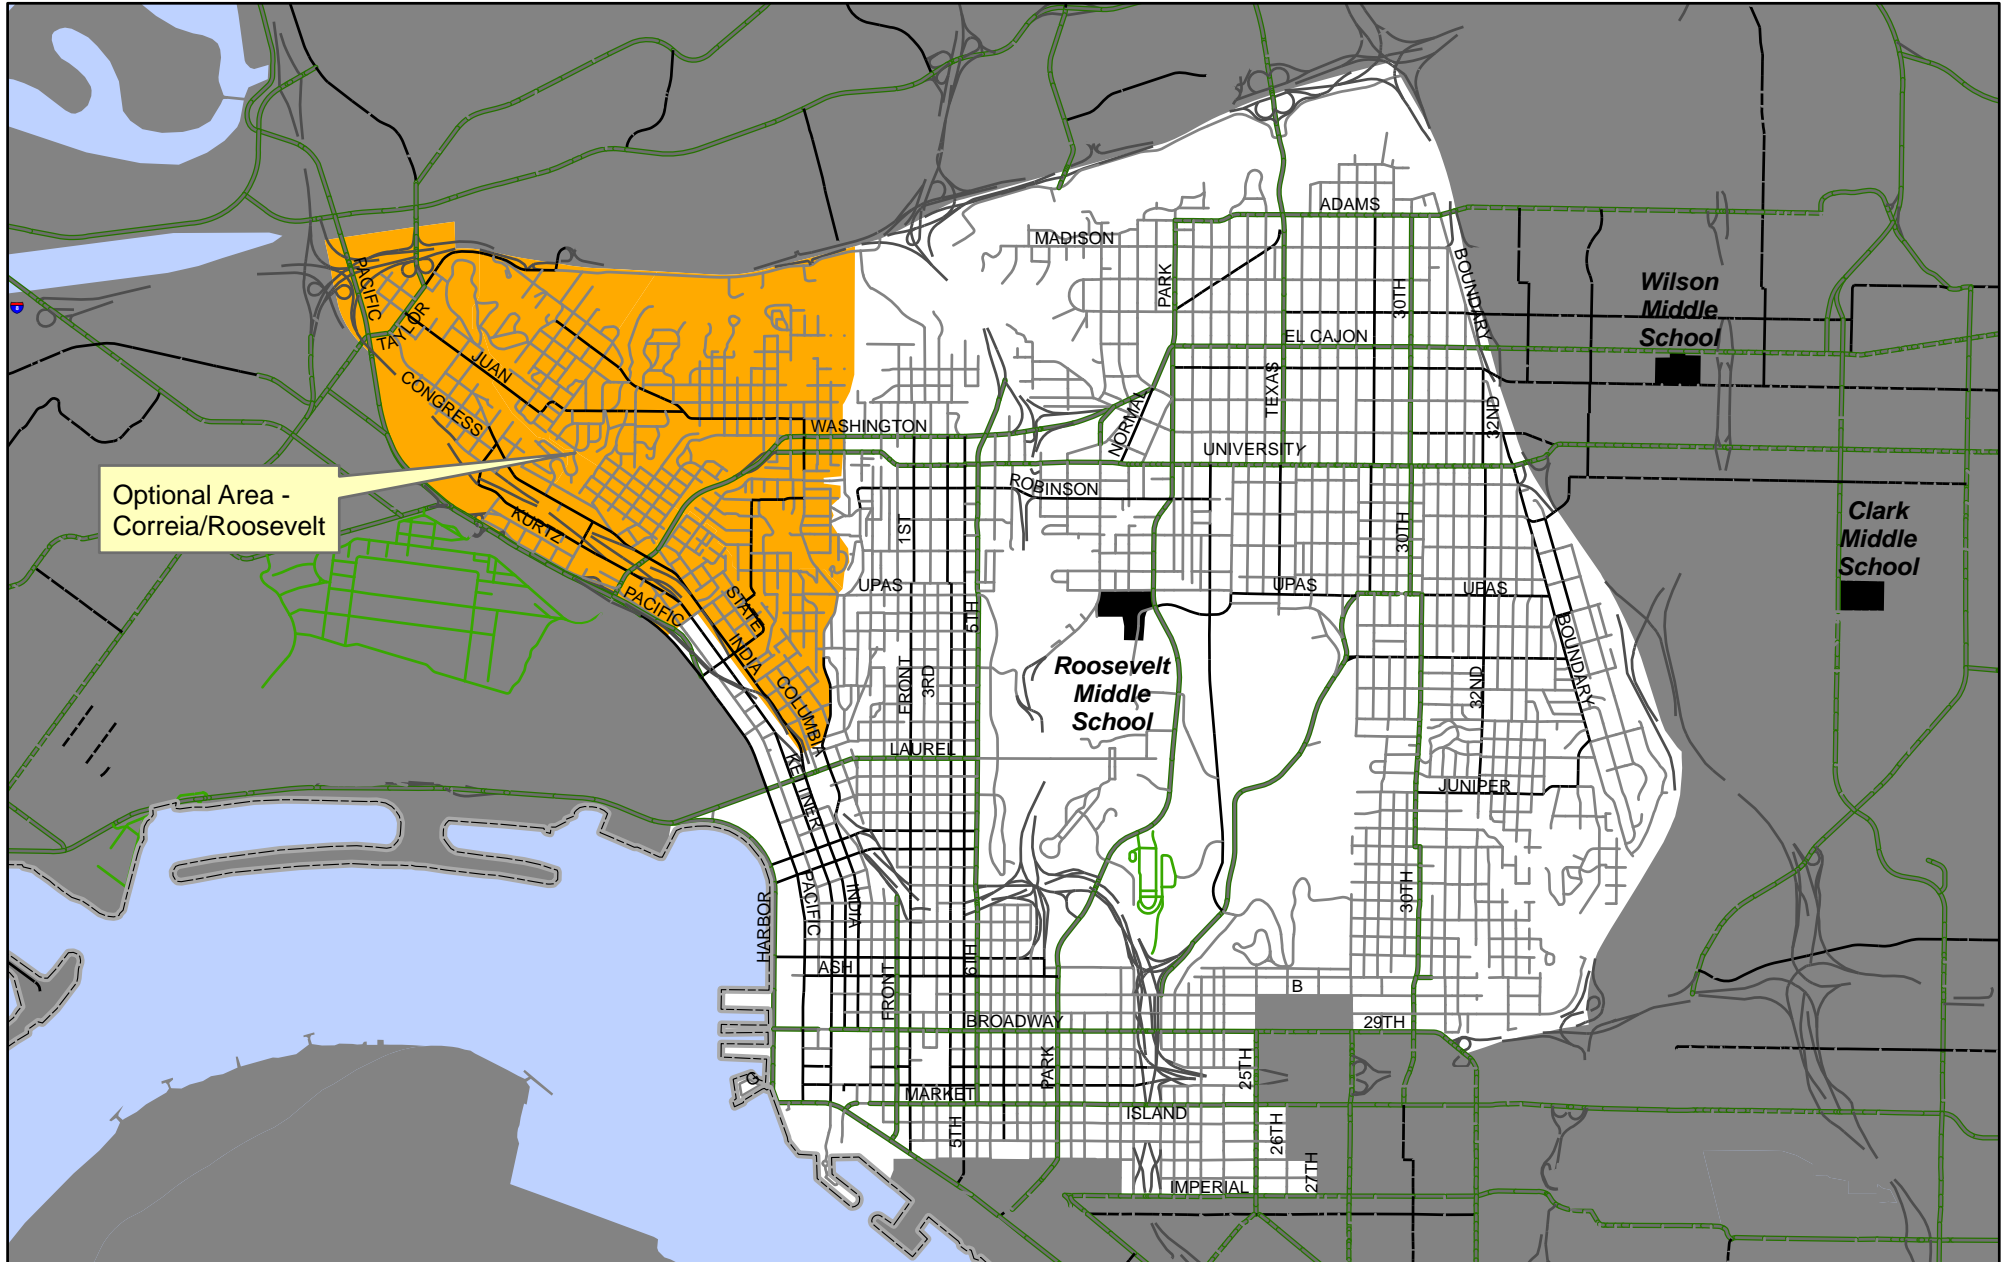 ADAMS
MADISON
BOUNDARY
PACIFIC
PARK
30TH
Wilson
Middle
School
TAYLOR
EL CAJON
JUAN
CONGRESS
TEXAS
NORMAL
32ND
WASHINGTON
UNIVERSITY
Optional Area -
Correia/Roosevelt
ROBINSON
KURTZ
1ST
30TH
Clark
Middle
School
UPAS
UPAS
UPAS
PACIFIC
STATE
5TH
INDIA
BOUNDARY
Roosevelt
Middle
School
FRONT
3RD
32ND
COLUMBIA
LAUREL
KETTNER
JUNIPER
PACIFIC
INDIA
30TH
HARBOR
ASH
6TH
FRONT
B
BROADWAY
29TH
PARK
25TH
G
MARKET
ISLAND
5TH
26TH
27TH
IMPERIAL
8